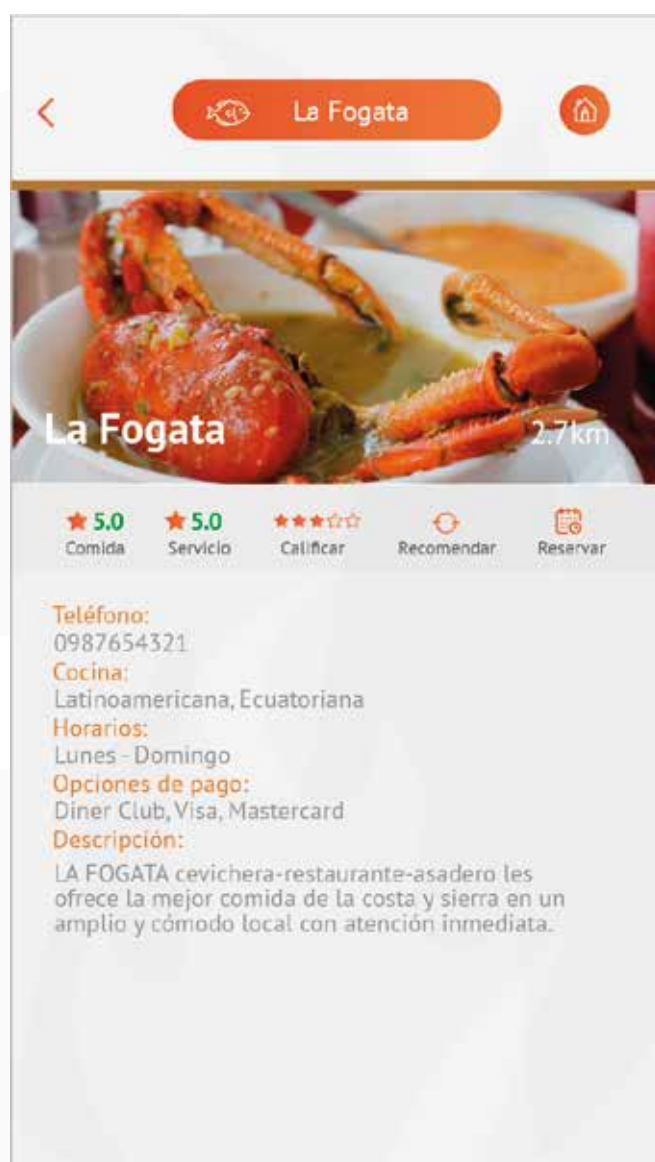 La Fogata
La Fogata
2.7km
5.0
5.0
Comida
Servicio
Calificar
Recomendar
Reservar
Teléfono:
0987654321
Cocina:
Latinoamericana, Ecuatoriana
Horarios:
Lunes - Domingo
Opciones de pago:
Diner Club, Visa, Mastercard
Descripción:
LA FOGATA cevichera-restaurante-asadero les
ofrece la mejor comida de la costa y sierra en un
amplio y cómodo local con atención inmediata.